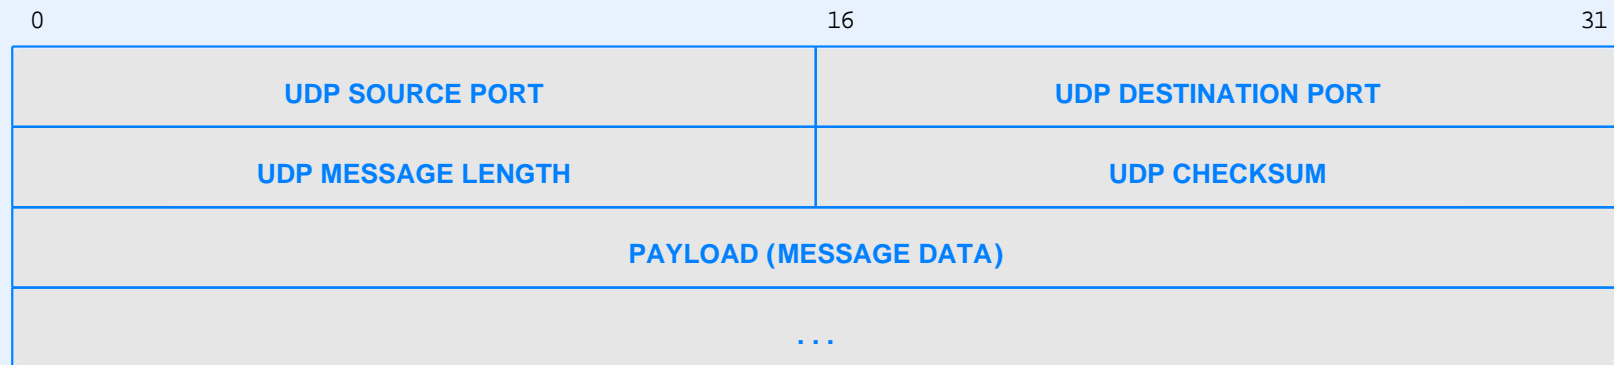 0 16 31
UDP SOURCE PORT UDP DESTINATION PORT
UDP MESSAGE LENGTH UDP CHECKSUM
PAYLOAD (MESSAGE DATA)
. . .